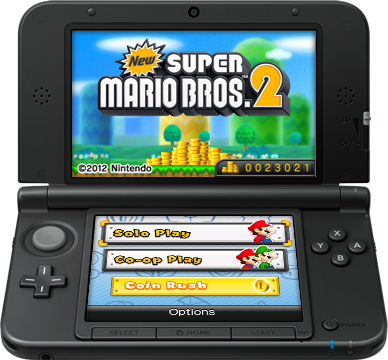 New
SUPER
MARIO BROS. 2
©2012 Nintendo
0023021
Solo Play
Co-op Play
Coin Rush
Options
X
Y
A
B
SELECT
HOME
START
POWER